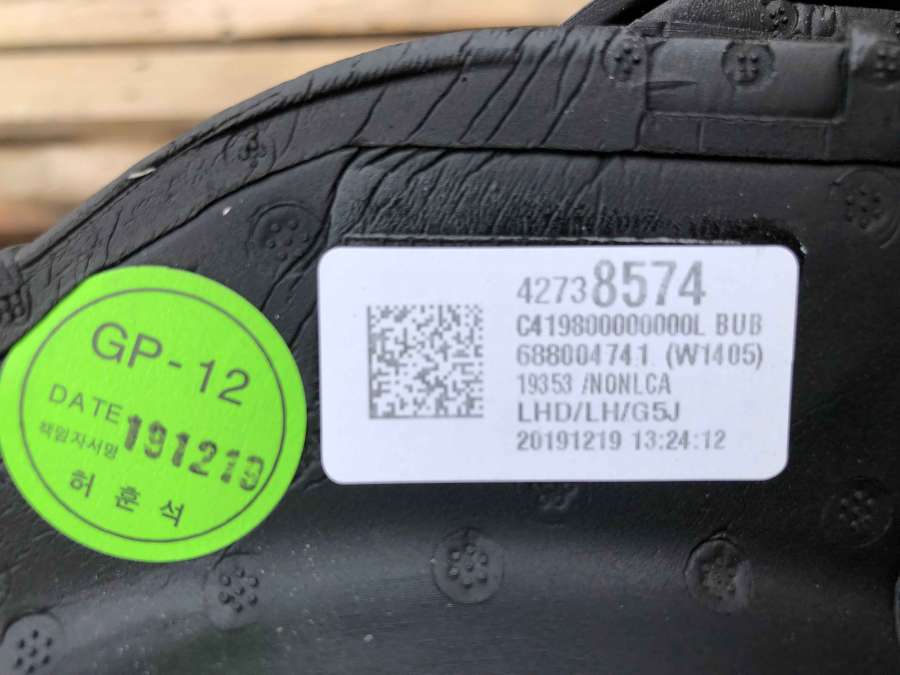 GP-12
DATE 191219
책임자서명
허훈석
42738574
C419800000000L BUB
688004741 (W1405)
19353 /NONLCA
LHD/LH/G5J
20191219 13:24:12